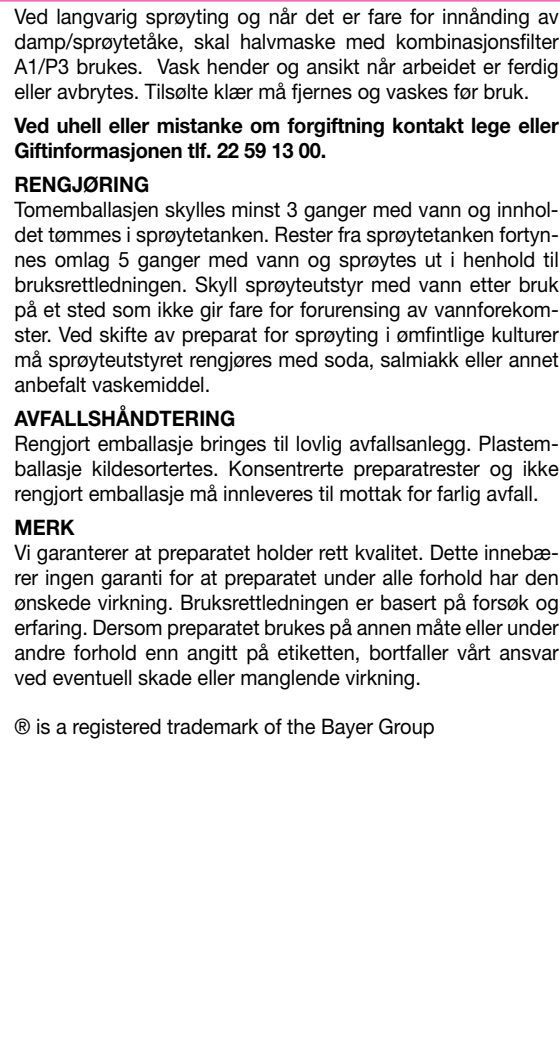 Ved langvarig sprøyting og når det er fare for innånding av
damp/sprøytetåke, skal halvmaske med kombinasjonsfilter
A1/P3 brukes.  Vask hender og ansikt når arbeidet er ferdig
eller avbrytes. Tilsølte klær må fjernes og vaskes før bruk.
Ved uhell eller mistanke om forgiftning kontakt lege eller
Giftinformasjonen tlf. 22 59 13 00.
RENGJØRING
Tomemballasjen skylles minst 3 ganger med vann og innhol-
det tømmes i sprøytetanken. Rester fra sprøytetanken fortyn-
nes omlag 5 ganger med vann og sprøytes ut i henhold til
bruksrettledningen. Skyll sprøyteutstyr med vann etter bruk
på et sted som ikke gir fare for forurensing av vannforekom-
ster. Ved skifte av preparat for sprøyting i ømfintlige kulturer
må sprøyteutstyret rengjøres med soda, salmiakk eller annet
anbefalt vaskemiddel.
AVFALLSHÅNDTERING
Rengjort emballasje bringes til lovlig avfallsanlegg. Plastem-
ballasje kildesortertes. Konsentrerte preparatrester og ikke
rengjort emballasje må innleveres til mottak for farlig avfall.
MERK
Vi garanterer at preparatet holder rett kvalitet. Dette innebæ-
rer ingen garanti for at preparatet under alle forhold har den
ønskede virkning. Bruksrettledningen er basert på forsøk og
erfaring. Dersom preparatet brukes på annen måte eller under
andre forhold enn angitt på etiketten, bortfaller vårt ansvar
ved eventuell skade eller manglende virkning.
® is a registered trademark of the Bayer Group